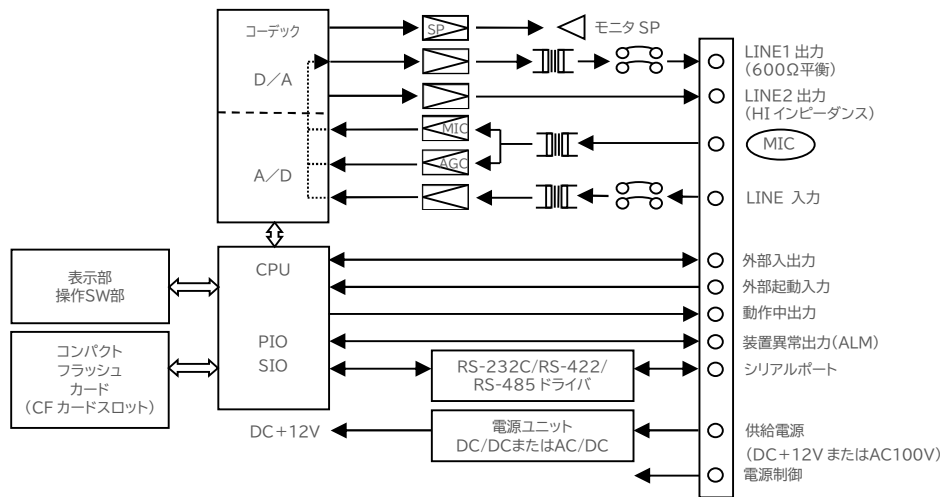 コーデック
D/A
A/D
SP
モニタ SP
MIC
AGC
LINE1 出力
(600Ω平衡)
LINE2 出力
(HI インピーダンス)
MIC
LINE 入力
表示部
操作SW部
コンパクト
フラッシュ
カード
(CF カードスロット)
CPU
PIO
SIO
RS-232C/RS-422/
RS-485 ドライバ
DC+12V
電源ユニット
DC/DCまたはAC/DC
外部入出力
外部起動入力
動作中出力
装置異常出力(ALM)
シリアルポート
供給電源
(DC+12V またはAC100V)
電源制御